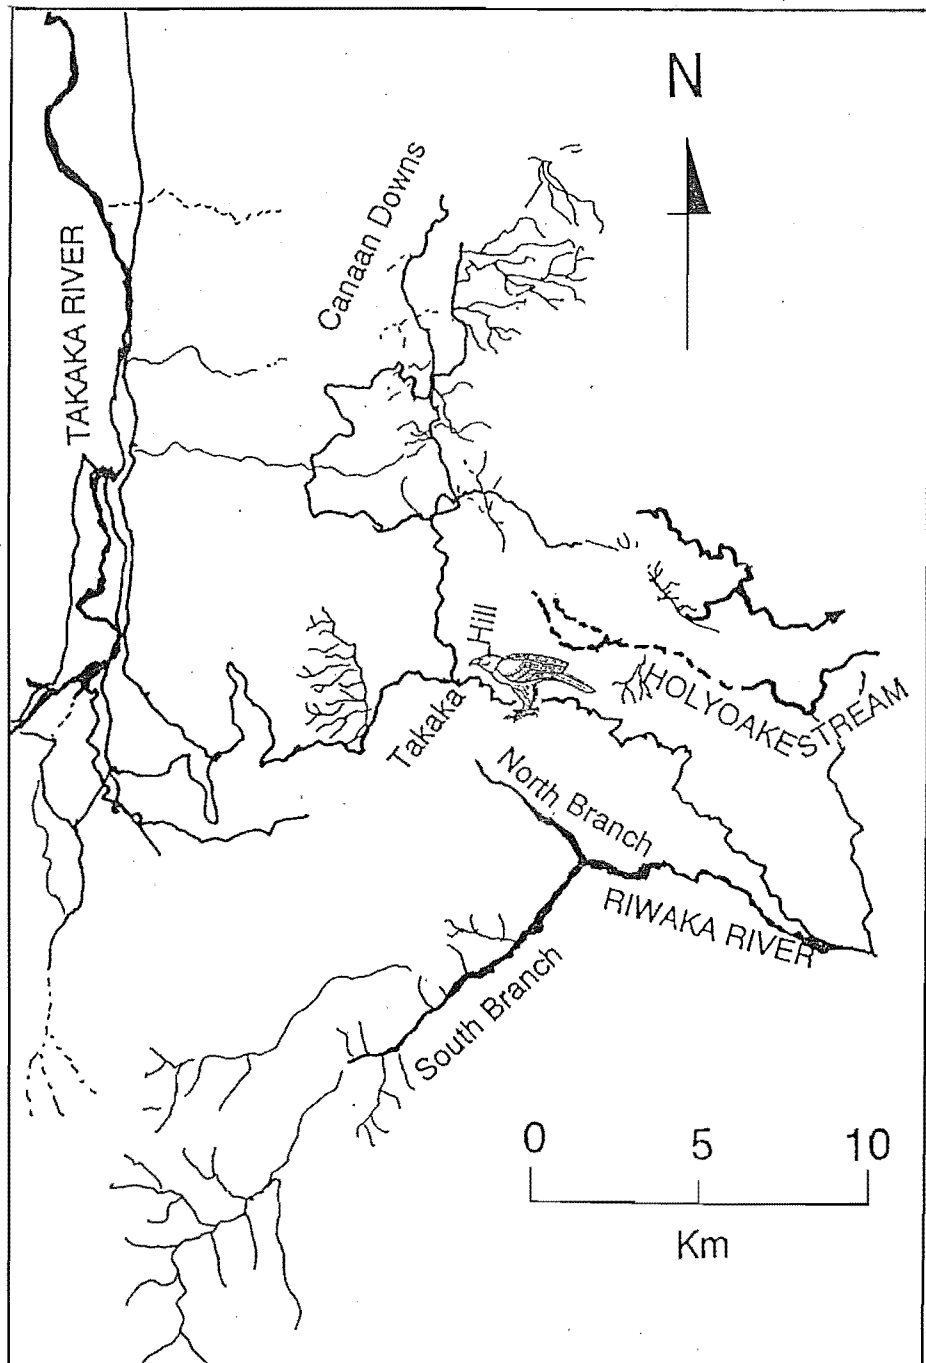 N
Canaan Downs
TAKAKA RIVER
Takaka Hill
HOLYOAKE STREAM
North Branch
RIWAKA RIVER
South Branch
0 5 10
Km